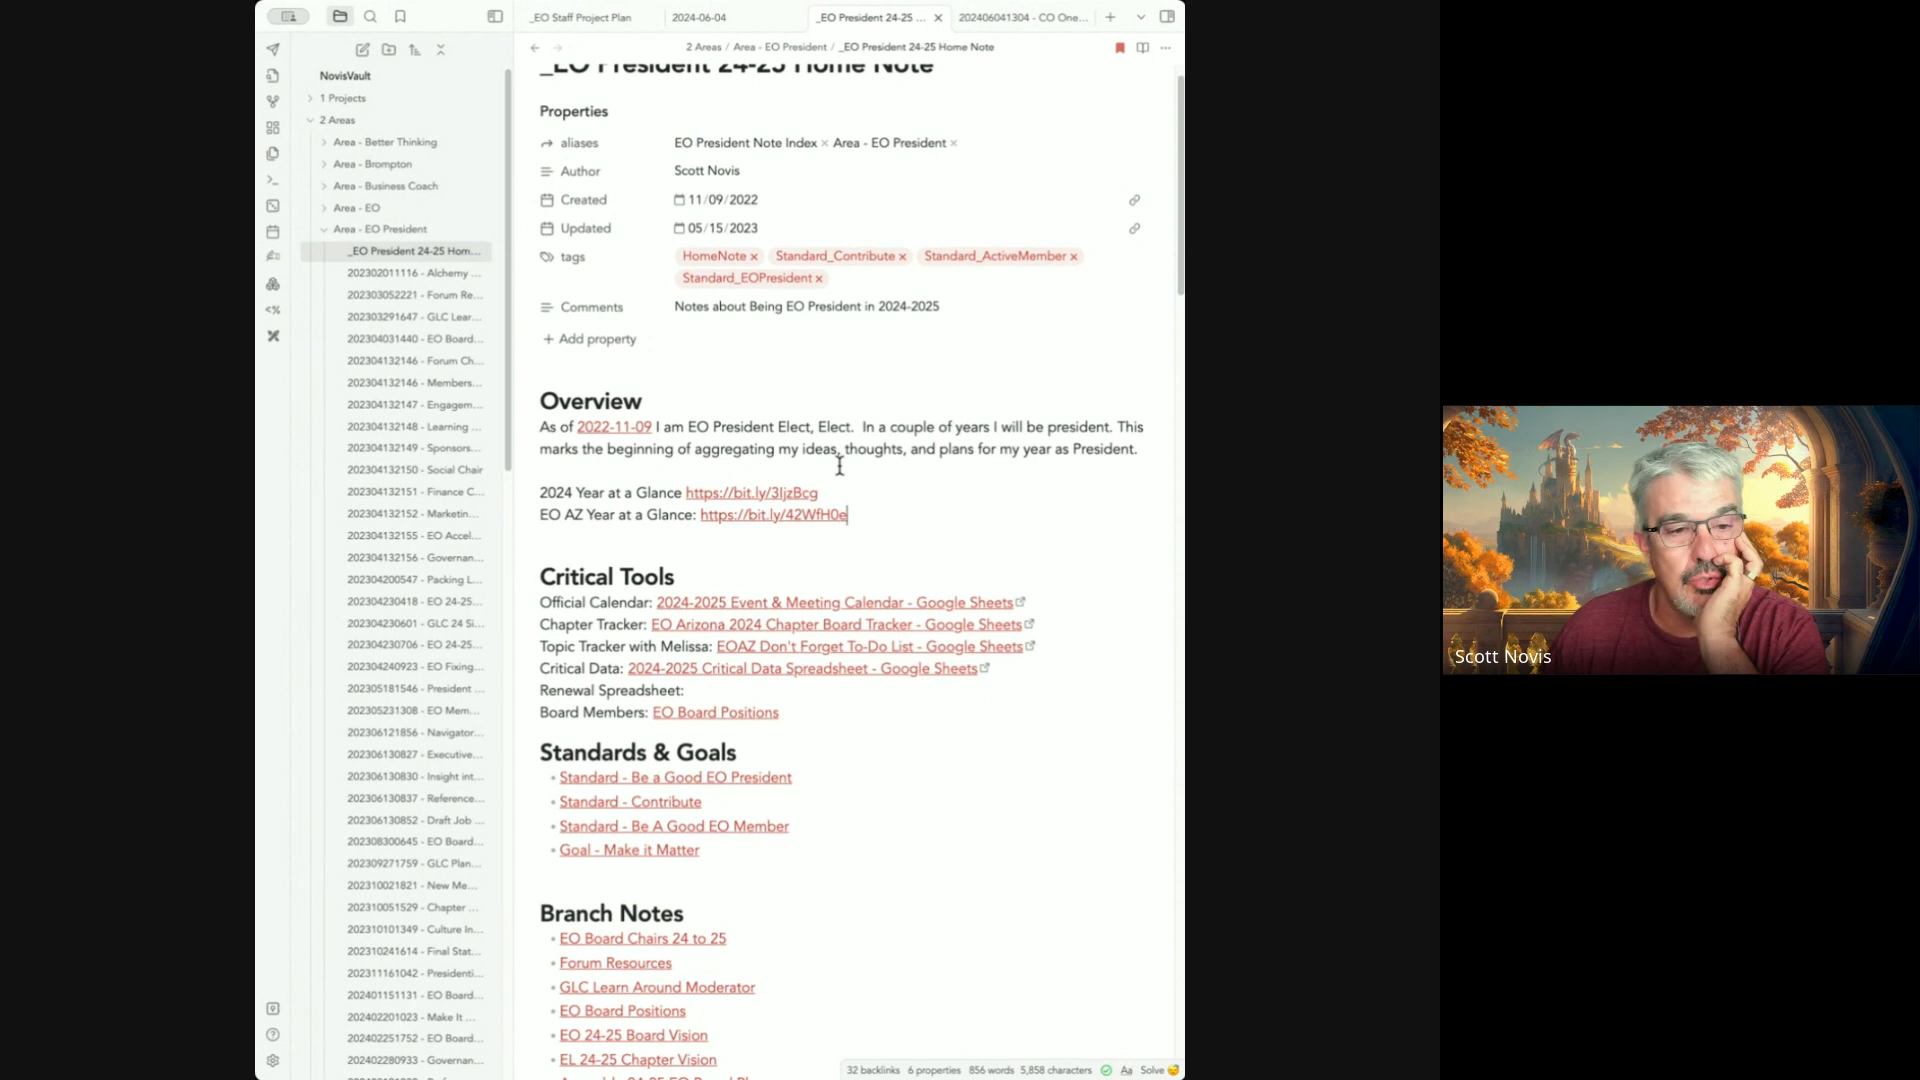 _EO Staff Project Plan
2024-06-04
_EO President 24-25 ...
202406041304 - CO One...
2 Areas / Area - EO President / _EO President 24-25 Home Note
NovisVault
1 Projects
2 Areas
Area - Better Thinking
Area - Brompton
Area - Business Coach
Area - EO
Area - EO President
_EO President 24-25 Hom...
202302011116 - Alchemy ...
202303052221 - Forum Re...
202303291647 - GLC Lear...
202304031440 - EO Board...
202304132146 - Forum Ch...
202304132146 - Members...
202304132147 - Engagem...
202304132148 - Learning ...
202304132149 - Sponsors...
202304132150 - Social Chair
202304132151 - Finance C...
202304132152 - Marketin...
202304132155 - EO Accel...
202304132156 - Governan...
202304200547 - Packing L...
202304230418 - EO 24-25...
202304230601 - GLC 24 Si...
202304230706 - EO 24-25...
202304240923 - EO Fixing...
202305181546 - President ...
202305231308 - EO Mem...
202306121856 - Navigator...
202306130827 - Executive...
202306130830 - Insight int...
202306130837 - Reference...
202306130852 - Draft Job ...
202308300645 - EO Board...
202309271759 - GLC Plan...
202310021821 - New Me...
202310051529 - Chapter ...
202310101349 - Culture In...
202310241614 - Final Stat...
202311161042 - Presidenti...
202401151131 - EO Board...
202402201023 - Make It ...
202402251752 - EO Board...
202402280933 - Governan...
_EO President 24-25 Home Note
Properties
aliases EO President Note Index × Area - EO President ×
Author Scott Novis
Created 11/09/2022
Updated 05/15/2023
tags HomeNote × Standard_Contribute × Standard_ActiveMember ×
Standard_EOPresident ×
Comments Notes about Being EO President in 2024-2025
+ Add property
Overview
As of 2022-11-09 I am EO President Elect, Elect. In a couple of years I will be president. This
marks the beginning of aggregating my ideas, thoughts, and plans for my year as President.
2024 Year at a Glance https://bit.ly/3IjzBcg
EO AZ Year at a Glance: https://bit.ly/42WfH0e
Critical Tools
Official Calendar: 2024-2025 Event & Meeting Calendar - Google Sheets
Chapter Tracker: EO Arizona 2024 Chapter Board Tracker - Google Sheets
Topic Tracker with Melissa: EOAZ Don't Forget To-Do List - Google Sheets
Critical Data: 2024-2025 Critical Data Spreadsheet - Google Sheets
Renewal Spreadsheet:
Board Members: EO Board Positions
Standards & Goals
• Standard - Be a Good EO President
• Standard - Contribute
• Standard - Be A Good EO Member
• Goal - Make it Matter
Branch Notes
• EO Board Chairs 24 to 25
• Forum Resources
• GLC Learn Around Moderator
• EO Board Positions
• EO 24-25 Board Vision
• EL 24-25 Chapter Vision
32 backlinks 6 properties 856 words 5,858 characters Aa Solve
Scott Novis